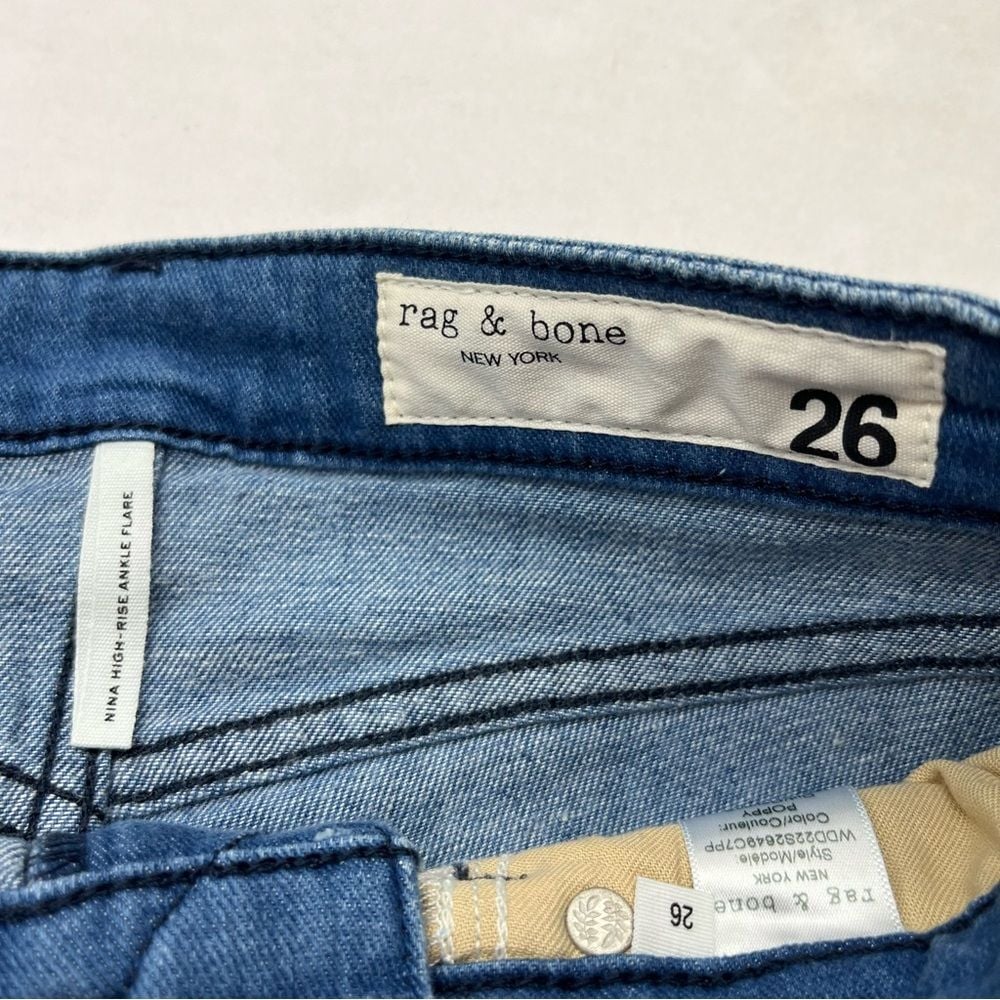 rag & bone
NEW YORK
26
NINA HIGH-RISE ANKLE FLARE
26
rag & bone
NEW YORK
Style/Modèle:
WDD22S2649C7PP
Color/Couleur:
POPPY